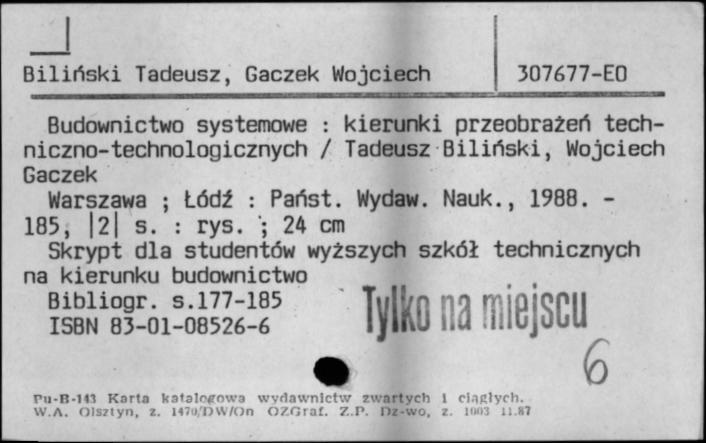 Biliński Tadeusz, Gaczek Wojciech 307677-EO
Budownictwo systemowe : kierunki przeobrażeń tech-
niczno-technologicznych / Tadeusz Biliński, Wojciech
Gaczek
Warszawa ; Łódź : Państ. Wydaw. Nauk., 1988. -
185, |2| s. : rys. ; 24 cm
Skrypt dla studentów wyższych szkół technicznych
na kierunku budownictwo
Bibliogr. s.177-185
ISBN 83-01-08526-6
Tylko na miejscu
6
Pu-B-143 Karta katalogowa wydawnictw zwartych i ciągłych.
W.A. Olsztyn, z. 1470/DW/On OZGraf. Z.P. Dz-wo, z. 1003 11.87